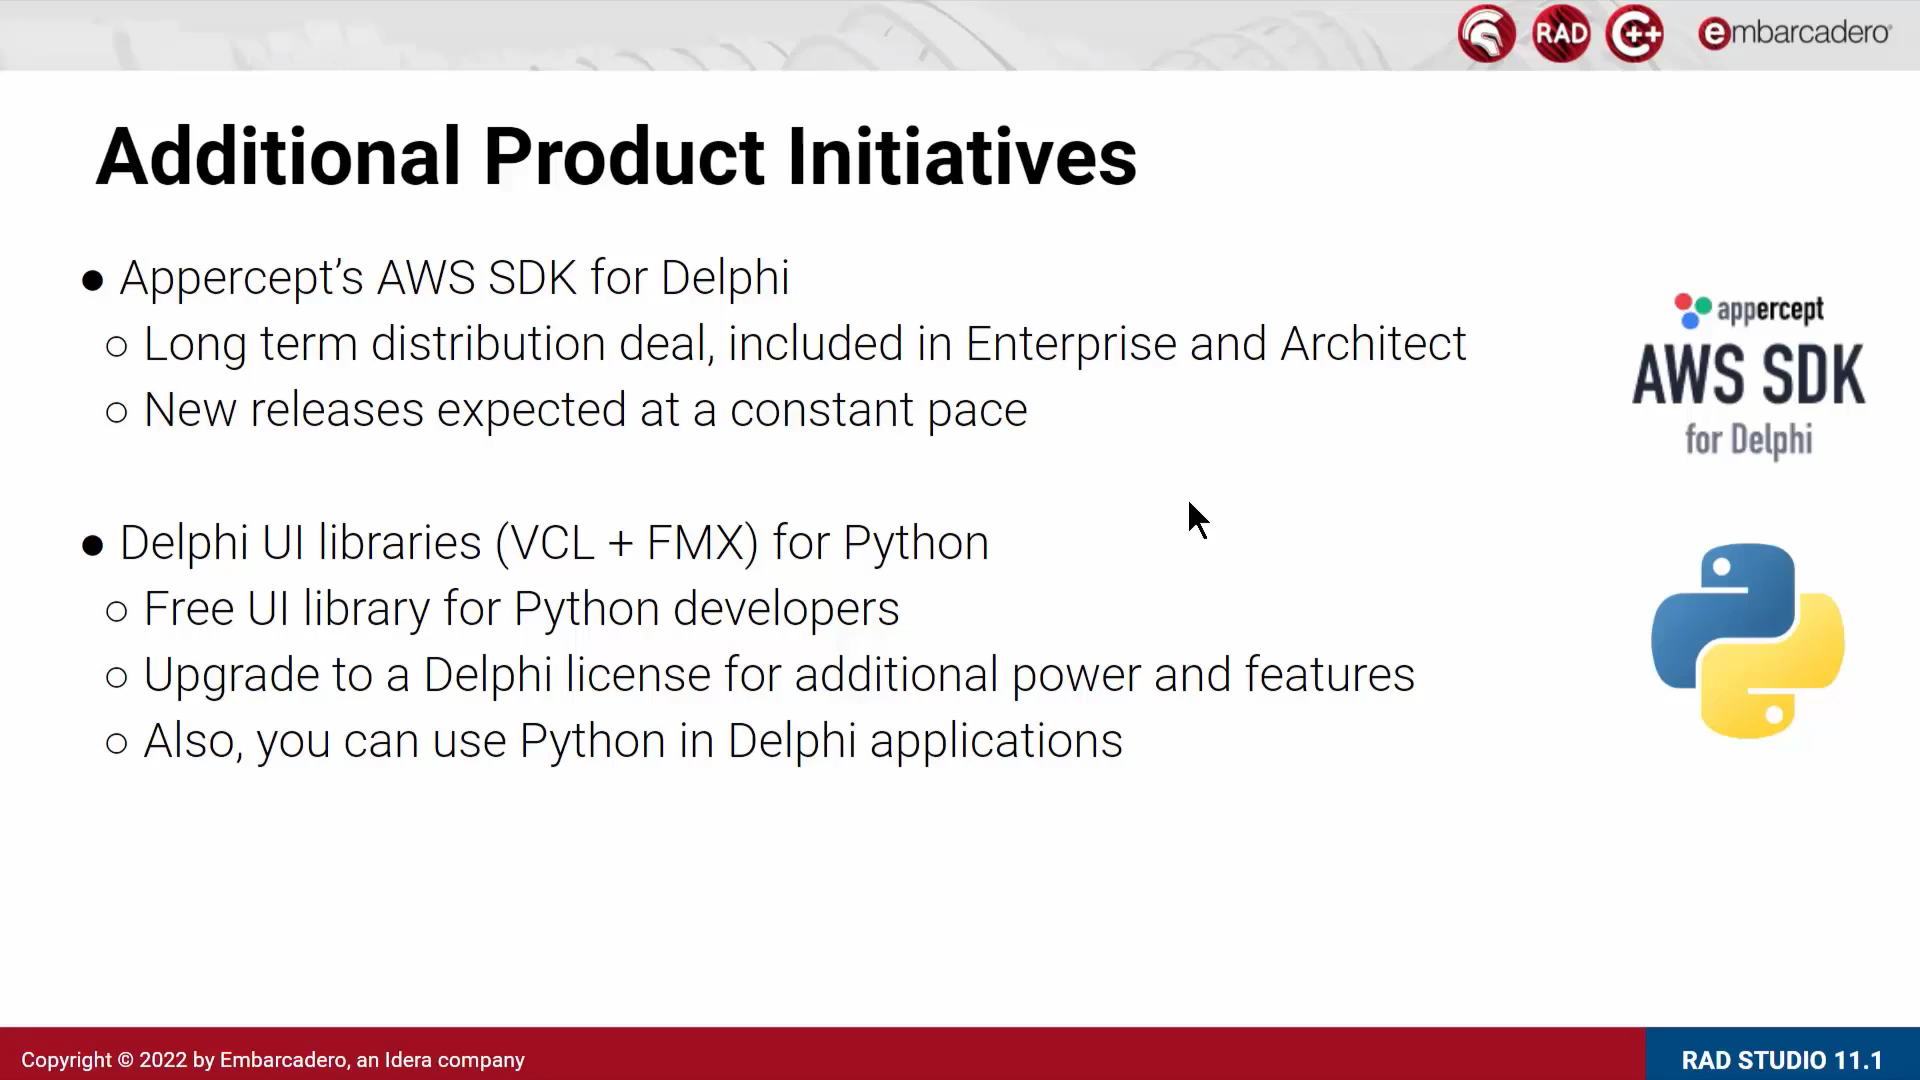 RAD
C++
embarcadero®
Additional Product Initiatives
● Appercept’s AWS SDK for Delphi
○ Long term distribution deal, included in Enterprise and Architect
○ New releases expected at a constant pace
appercept
AWS SDK
for Delphi
● Delphi UI libraries (VCL + FMX) for Python
○ Free UI library for Python developers
○ Upgrade to a Delphi license for additional power and features
○ Also, you can use Python in Delphi applications
Copyright © 2022 by Embarcadero, an Idera company
RAD STUDIO 11.1